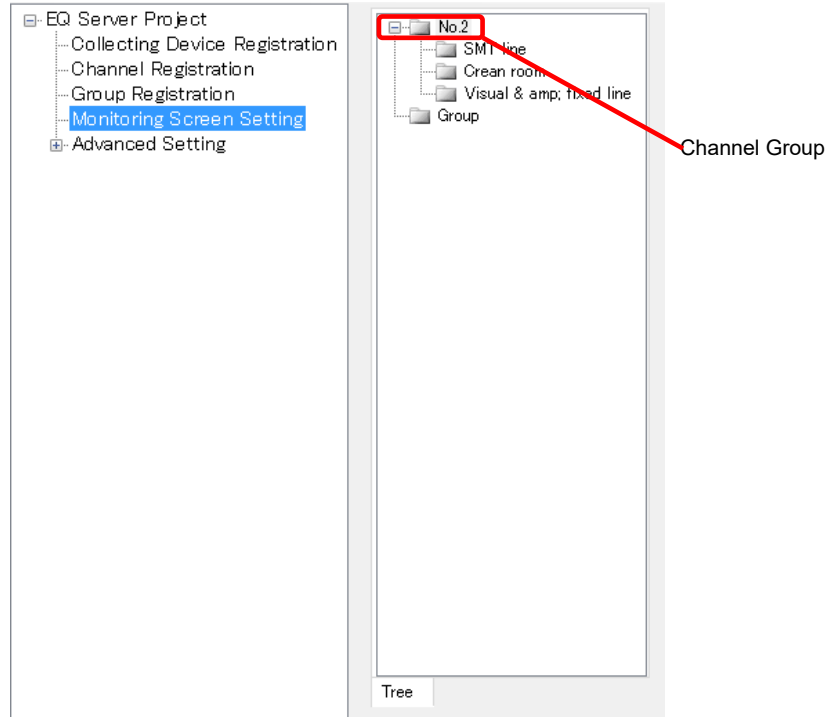 EQ Server Project
Collecting Device Registration
Channel Registration
Group Registration
Monitoring Screen Setting
Advanced Setting
No.2
SMT line
Crean room
Visual & amp; fixed line
Group
Channel Group
Tree